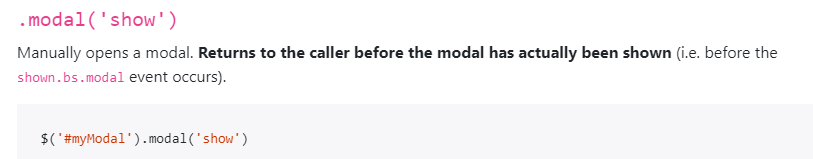 .modal('show')
Manually opens a modal. Returns to the caller before the modal has actually been shown (i.e. before the
shown.bs.modal event occurs).
$('#myModal').modal('show')